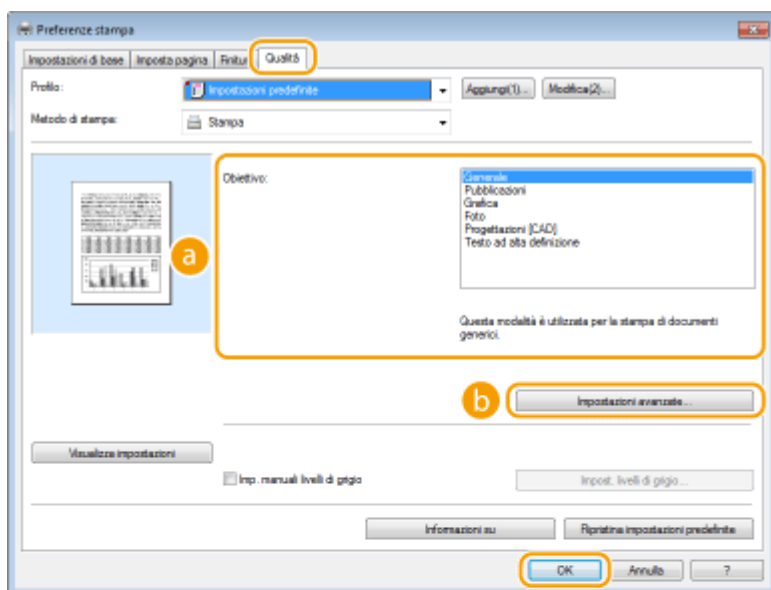 Preferenze stampa
Impostazioni di base Imposta pagina Finitur Qualità
Profilo: Impostazioni predefinite Aggiungi(1)... Modifica(2)...
Metodo di stampa: Stampa
Obiettivo: Generale
Pubblicazioni
Grafica
Foto
Progettazioni [CAD]
Testo ad alta definizione
a
Questa modalità è utilizzata per la stampa di documenti
generici.
b Impostazioni avanzate...
Visualizza impostazioni
Imp. manuali livelli di grigio Impost. livelli di grigio...
Informazioni su Ripristina impostazioni predefinite
OK Annulla ?